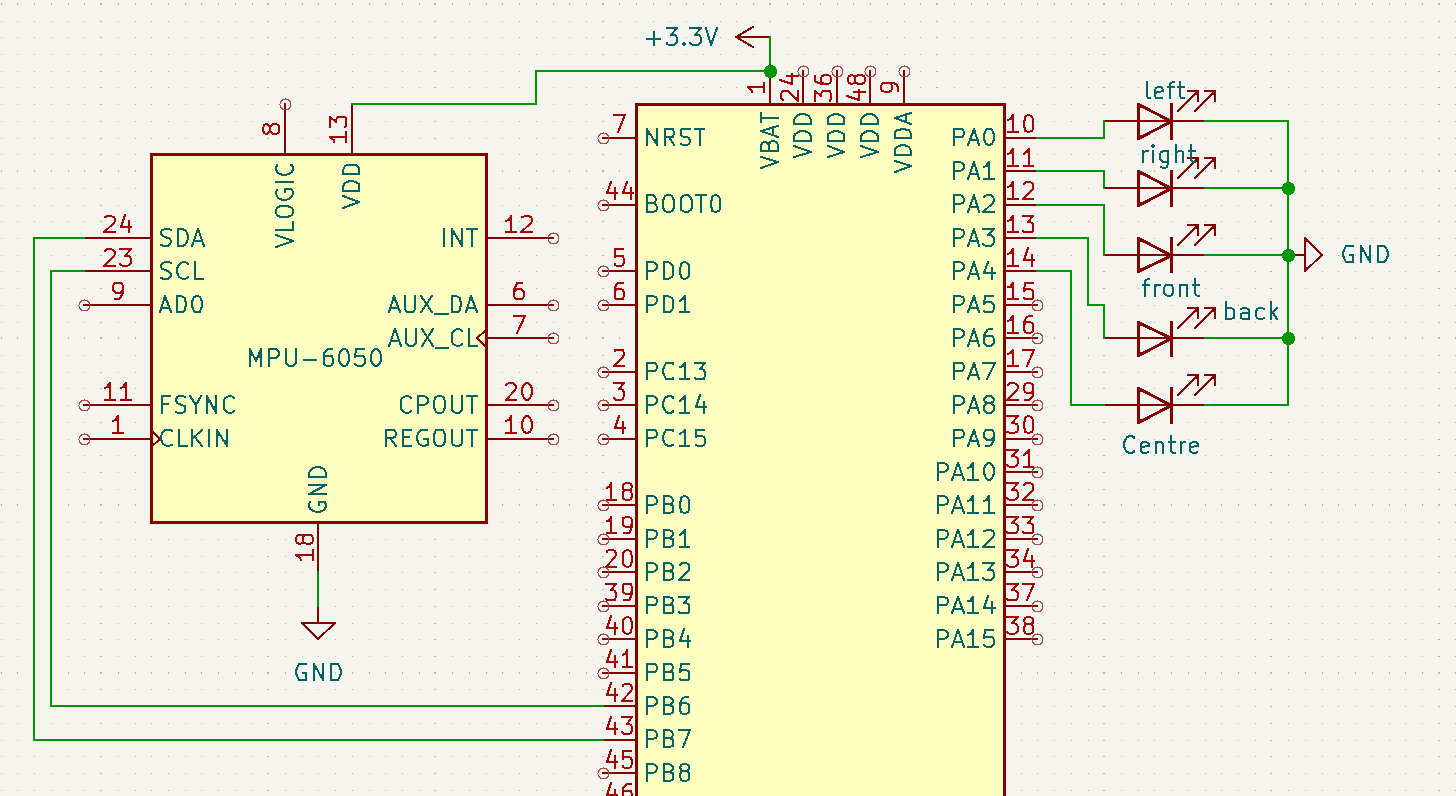 +3.3V
left
right
front
back
Centre
GND
8
13
VLOGIC
VDD
24 SDA
23 SCL
9 AD0
11 FSYNC
1 CLKIN
INT 12
AUX_DA 6
AUX_CL 7
CPOUT 20
REGOUT 10
MPU-6050
GND
18
GND
1 24 36 48 9
VBAT VDD VDD VDD VDDA
7 NRST
44 BOOT0
5 PD0
6 PD1
2 PC13
3 PC14
4 PC15
18 PB0
19 PB1
20 PB2
39 PB3
40 PB4
41 PB5
42 PB6
43 PB7
45 PB8
46
PA0 10
PA1 11
PA2 12
PA3 13
PA4 14
PA5 15
PA6 16
PA7 17
PA8 29
PA9 30
PA10 31
PA11 32
PA12 33
PA13 34
PA14 37
PA15 38